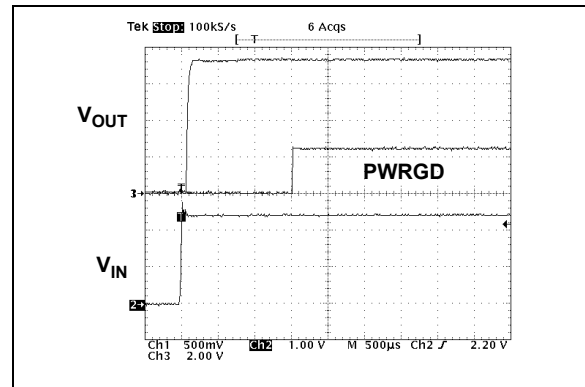 Tek Stop: 100kS/s 6 Acqs
[ T ]
VOUT
PWRGD
3→
T
VIN
2→
Ch1 500mV Ch2 1.00 V M 500µs Ch2 ƒ 2.20 V
Ch3 2.00 V